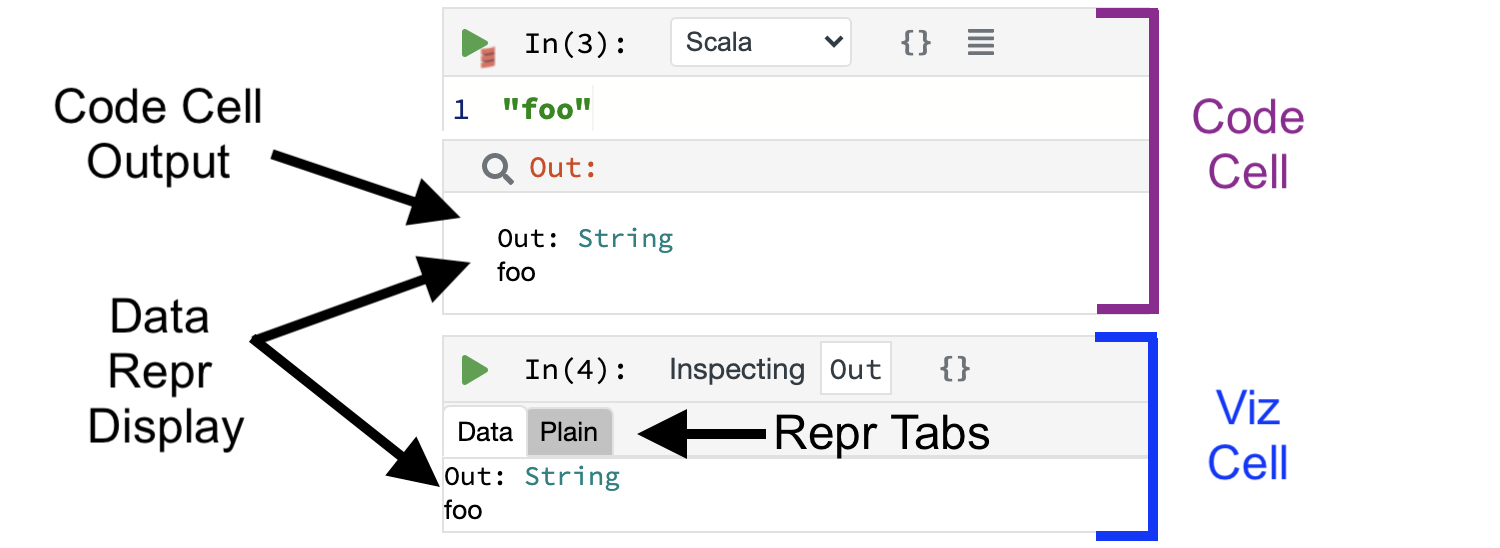 In(3): Scala {}
1 "foo"
Out:
Out: String
foo
Code Cell
Output
Data
Repr
Display
Code
Cell
In(4): Inspecting Out {}
Data Plain
Repr Tabs
Out: String
foo
Viz
Cell